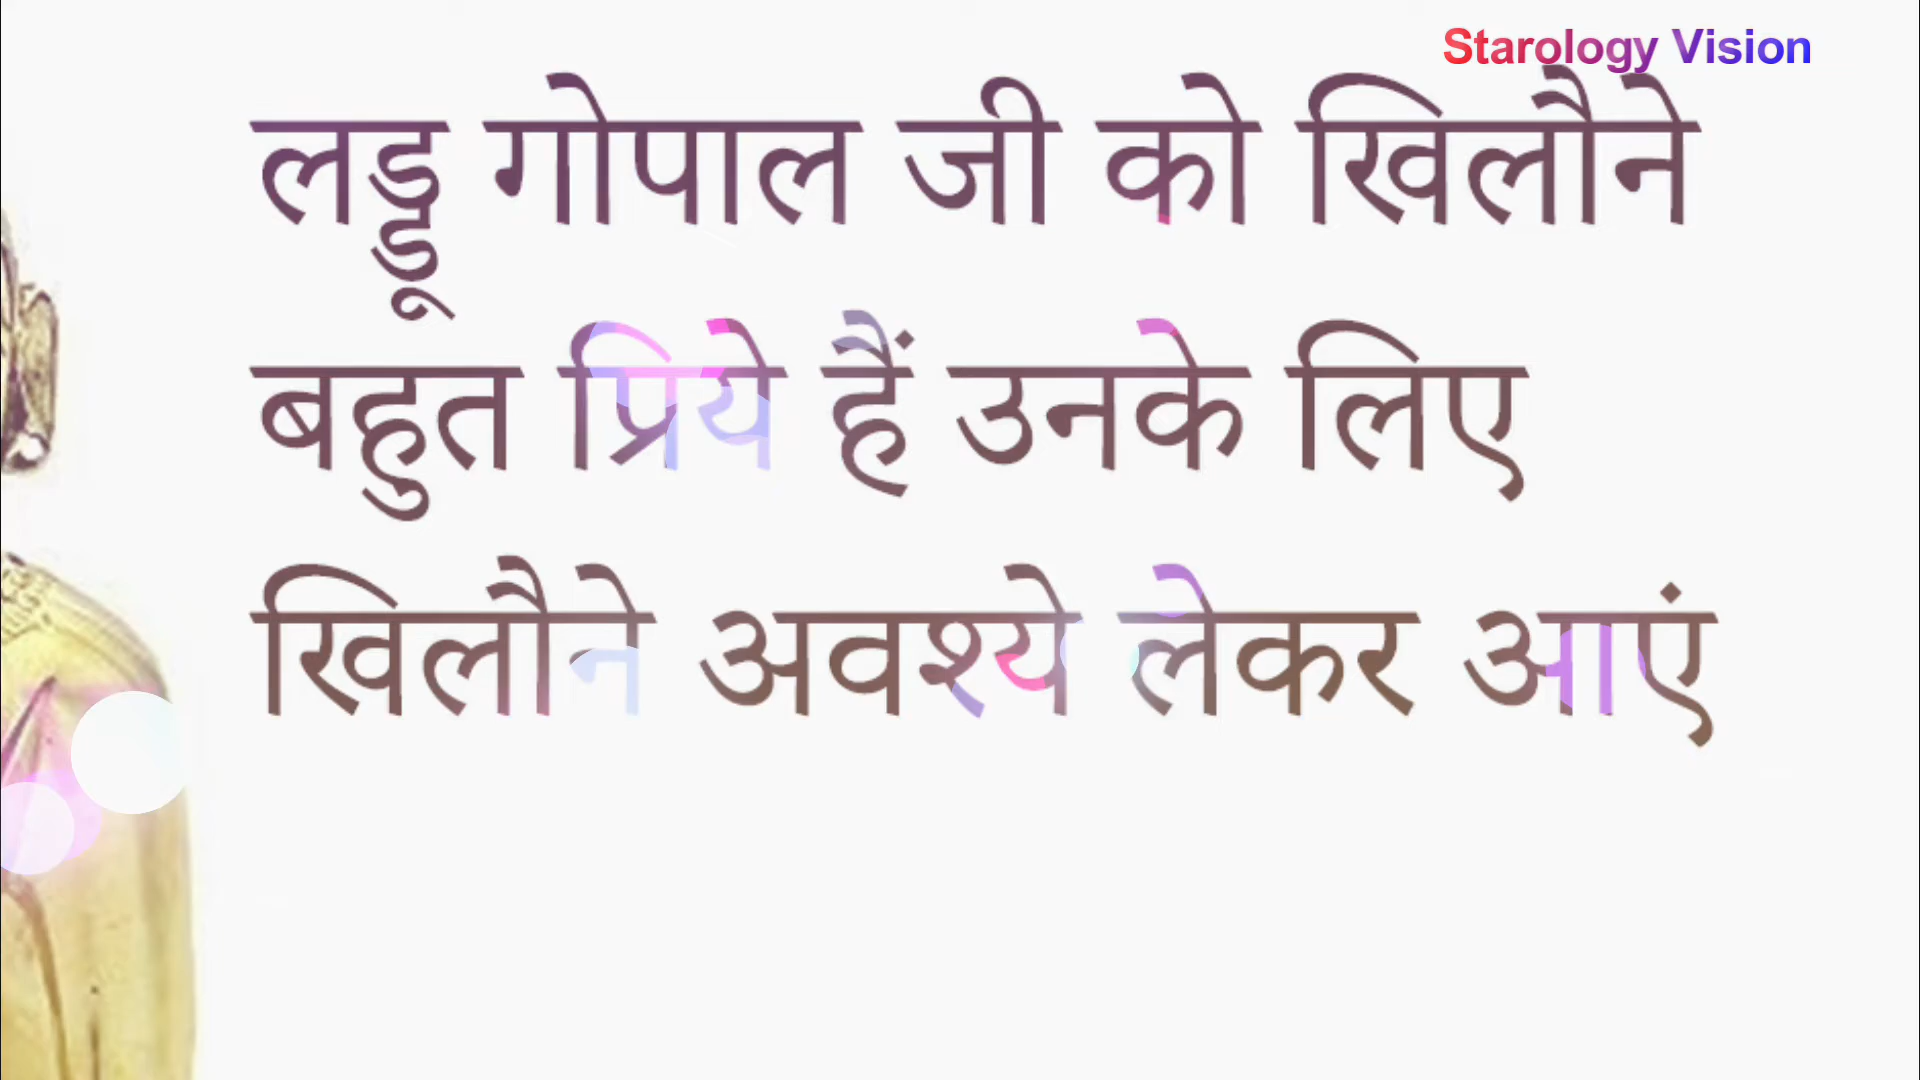 Starology Vision
लड्डू गोपाल जी को खिलौने
बहुत प्रिये हैं उनके लिए
खिलौने अवश्ये लेकर आएं